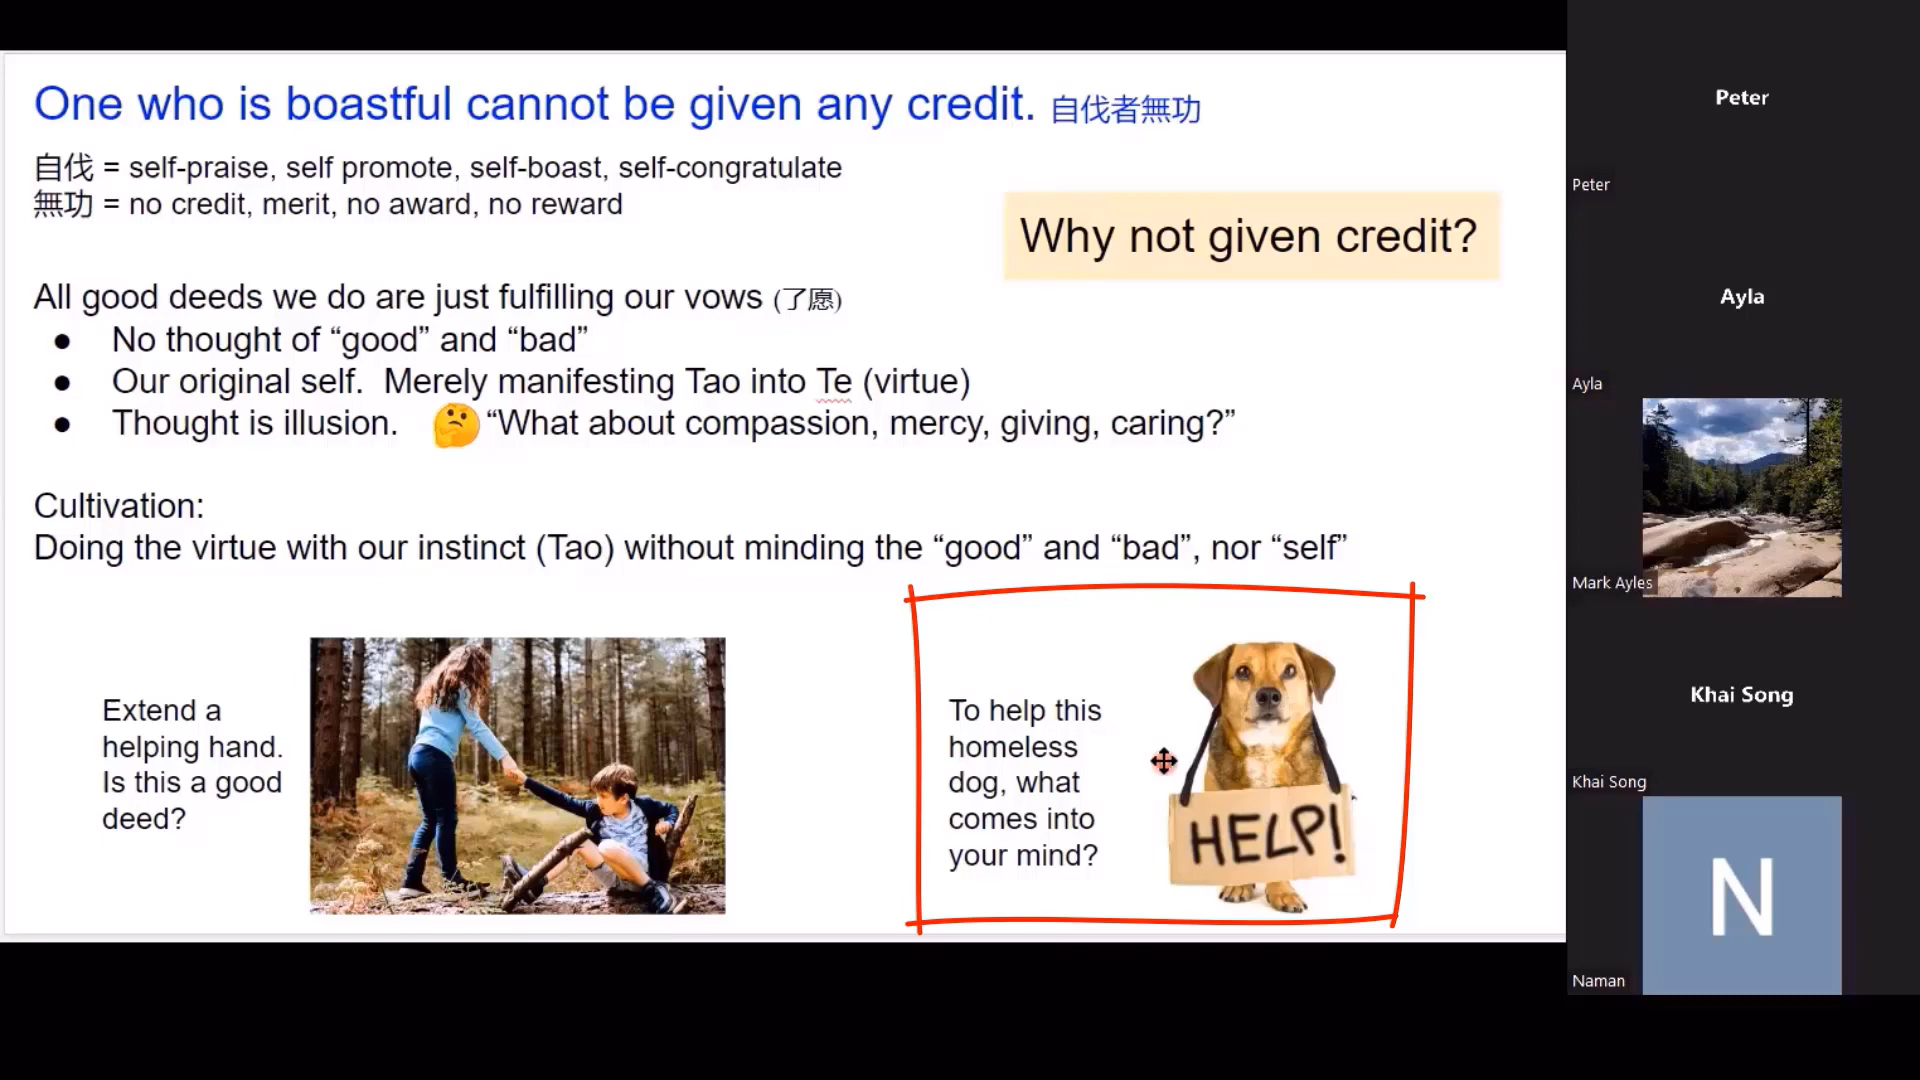 One who is boastful cannot be given any credit. 自伐者無功
自伐 = self-praise, self promote, self-boast, self-congratulate
無功 = no credit, merit, no award, no reward
Why not given credit?
All good deeds we do are just fulfilling our vows (了愿)
● No thought of “good” and “bad”
● Our original self. Merely manifesting Tao into Te (virtue)
● Thought is illusion. 🤔 “What about compassion, mercy, giving, caring?”
Cultivation:
Doing the virtue with our instinct (Tao) without minding the “good” and “bad”, nor “self”
Extend a
helping hand.
Is this a good
deed?
To help this
homeless
dog, what
comes into
your mind?
HELP!
Peter
Peter
Ayla
Ayla
Mark Ayles
Khai Song
Khai Song
N
Naman